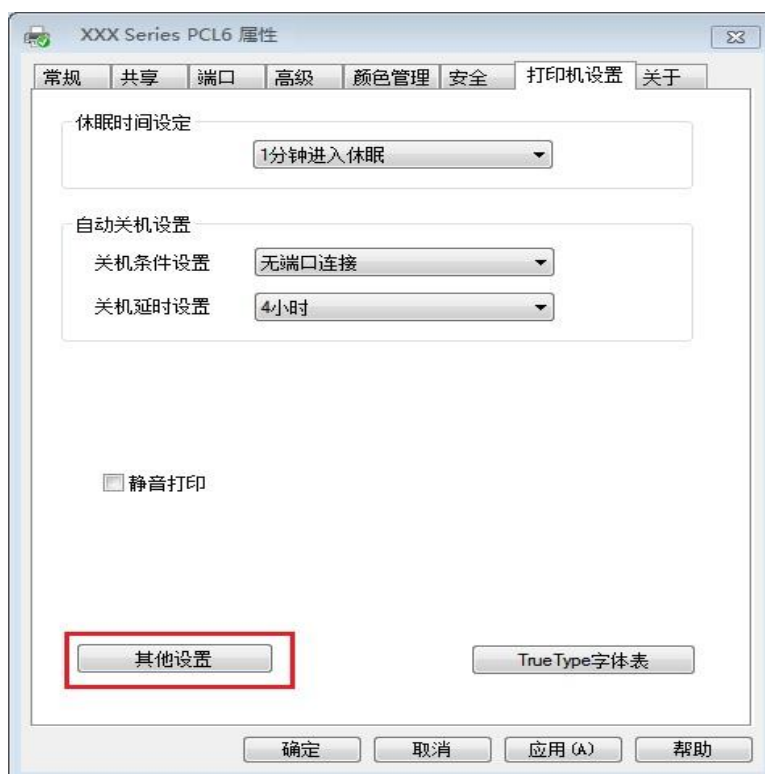 XXX Series PCL6 属性
常规 共享 端口 高级 颜色管理 安全 打印机设置 关于
休眠时间设定
1分钟进入休眠
自动关机设置
关机条件设置 无端口连接
关机延时设置 4小时
静音打印
其他设置 TrueType字体表
确定 取消 应用(A) 帮助